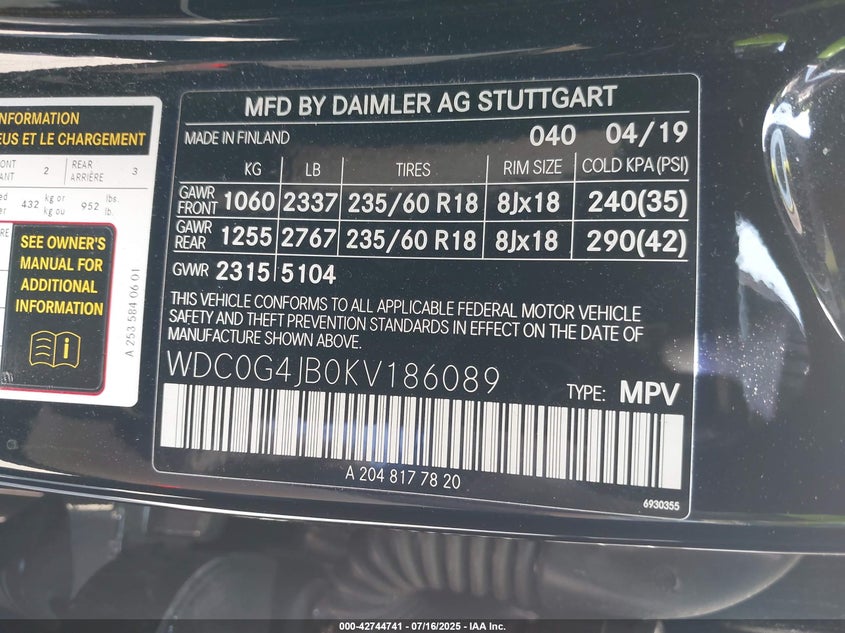 INFORMATION
EUS ET LE CHARGEMENT
2 REAR 3
ARRIÈRE
432 kg or 952 lbs.
kg ou lb.
SEE OWNER'S
MANUAL FOR
ADDITIONAL
INFORMATION
A 253 584 06 01
MFD BY DAIMLER AG STUTTGART
MADE IN FINLAND 040 04/19
KG LB TIRES RIM SIZE COLD KPA(PSI)
GAWR FRONT 1060 2337 235/60 R18 8Jx18 240(35)
GAWR REAR 1255 2767 235/60 R18 8Jx18 290(42)
GWR 2315 5104
THIS VEHICLE CONFORMS TO ALL APPLICABLE FEDERAL MOTOR VEHICLE
SAFETY AND THEFT PREVENTION STANDARDS IN EFFECT ON THE DATE OF
MANUFACTURE SHOWN ABOVE.
WDC0G4JB0KV186089 TYPE: MPV
A 204 817 78 20
6930355
000-42744741 - 07/16/2025 - IAA Inc.